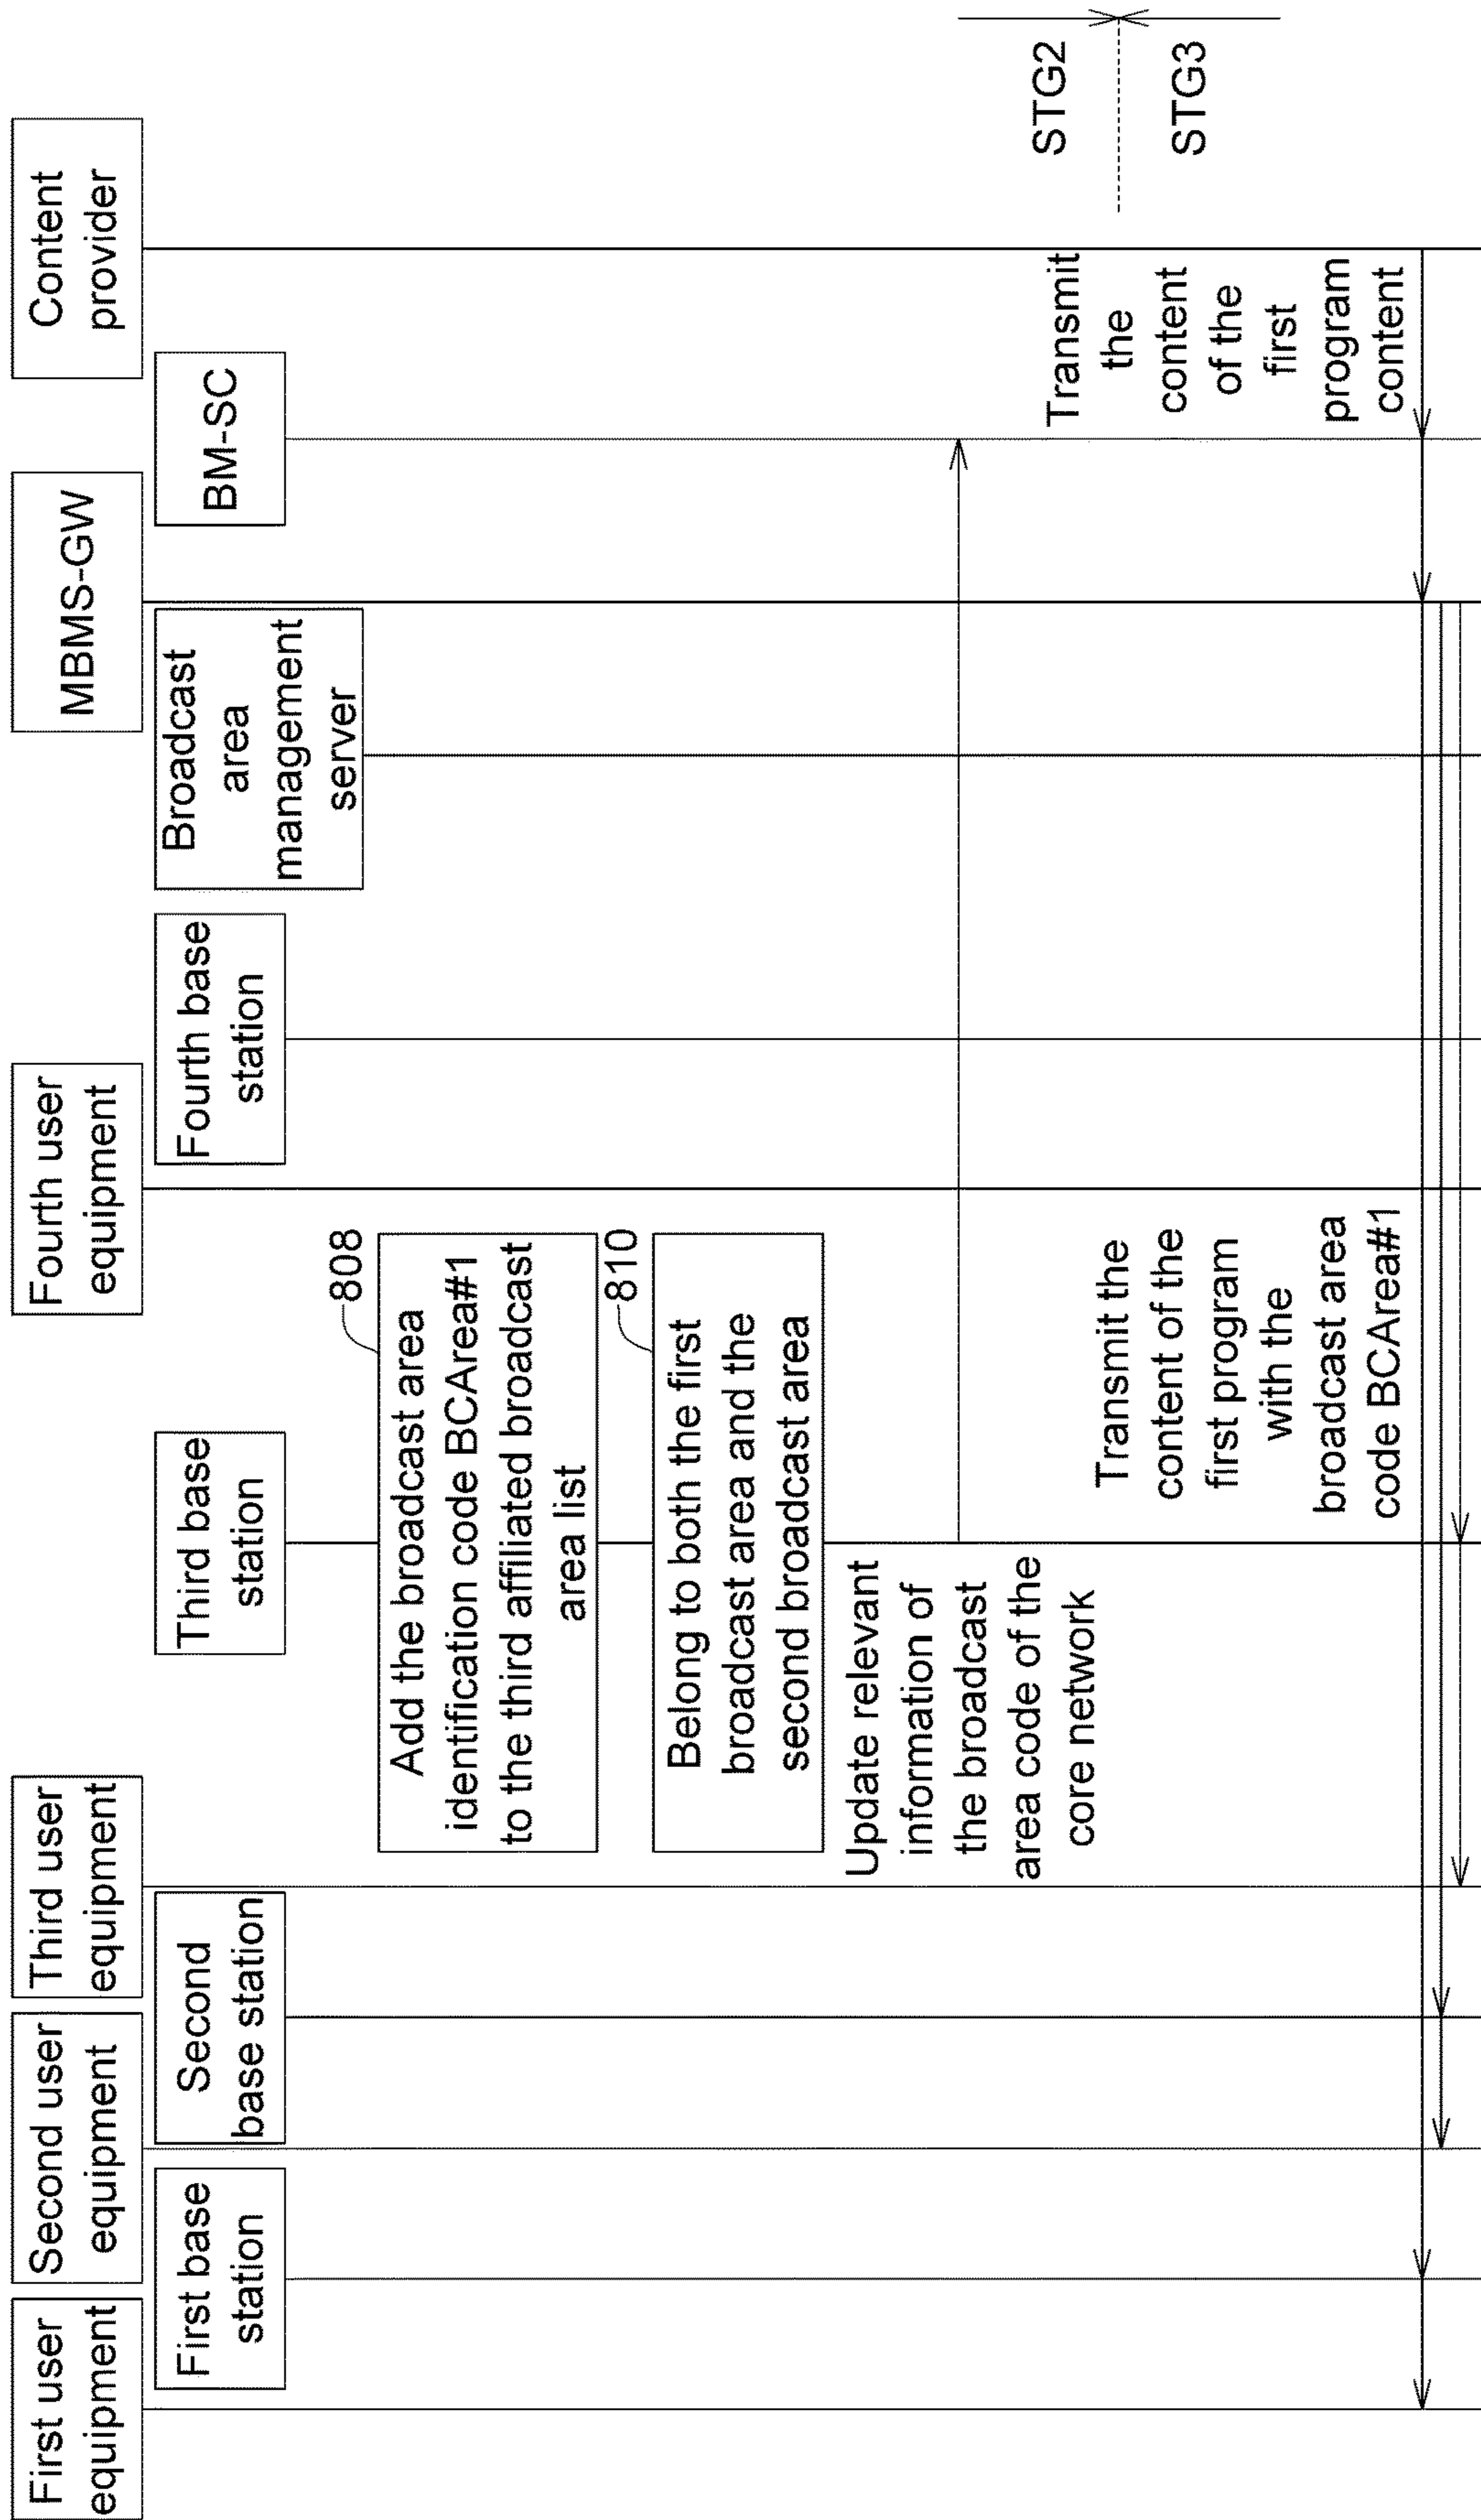 First user
equipment
Second user
equipment
Third user
equipment
Fourth user
equipment
MBMS-GW
Content
provider
First base
station
Second
base station
Third base
station
Fourth base
station
Broadcast
area
management
server
BM-SC
808
Add the broadcast area
identification code BCArea#1
to the third affiliated broadcast
area list
810
Belong to both the first
broadcast area and the
second broadcast area
Update relevant
information of
the broadcast
area code of the
core network
STG2
STG3
Transmit
the
content
of the
first
program
content
Transmit the
content of the
first program
with the
broadcast area
code BCArea#1